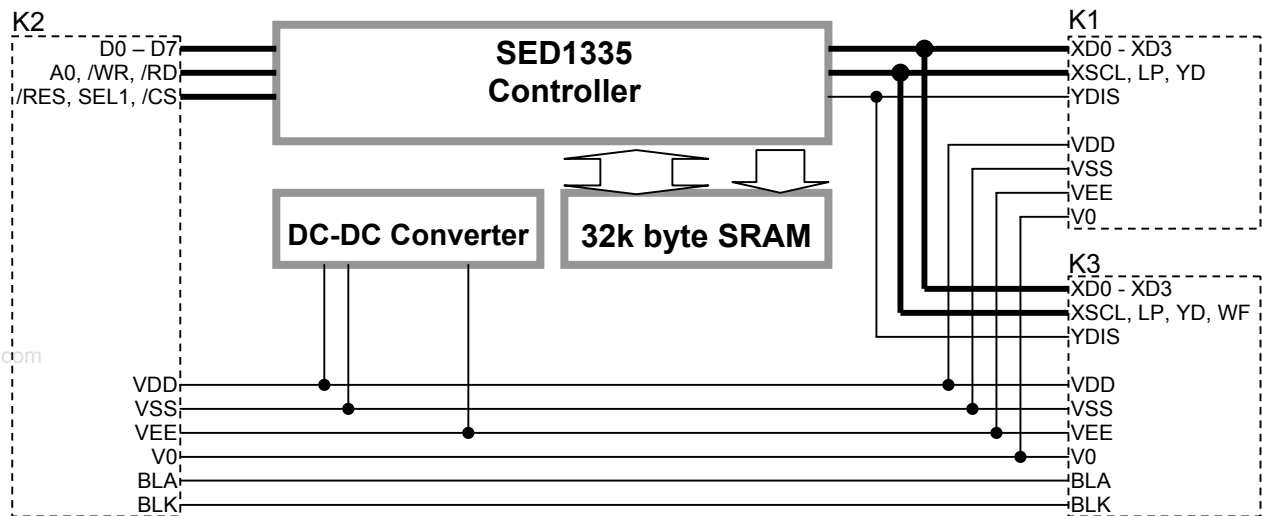 K2
D0 – D7
A0, /WR, /RD
/RES, SEL1, /CS
VDD
VSS
VEE
V0
BLA
BLK
SED1335
Controller
DC-DC Converter
32k byte SRAM
K1
XD0 - XD3
XSCL, LP, YD
YDIS
VDD
VSS
VEE
V0
K3
XD0 - XD3
XSCL, LP, YD, WF
YDIS
VDD
VSS
VEE
V0
BLA
BLK
com